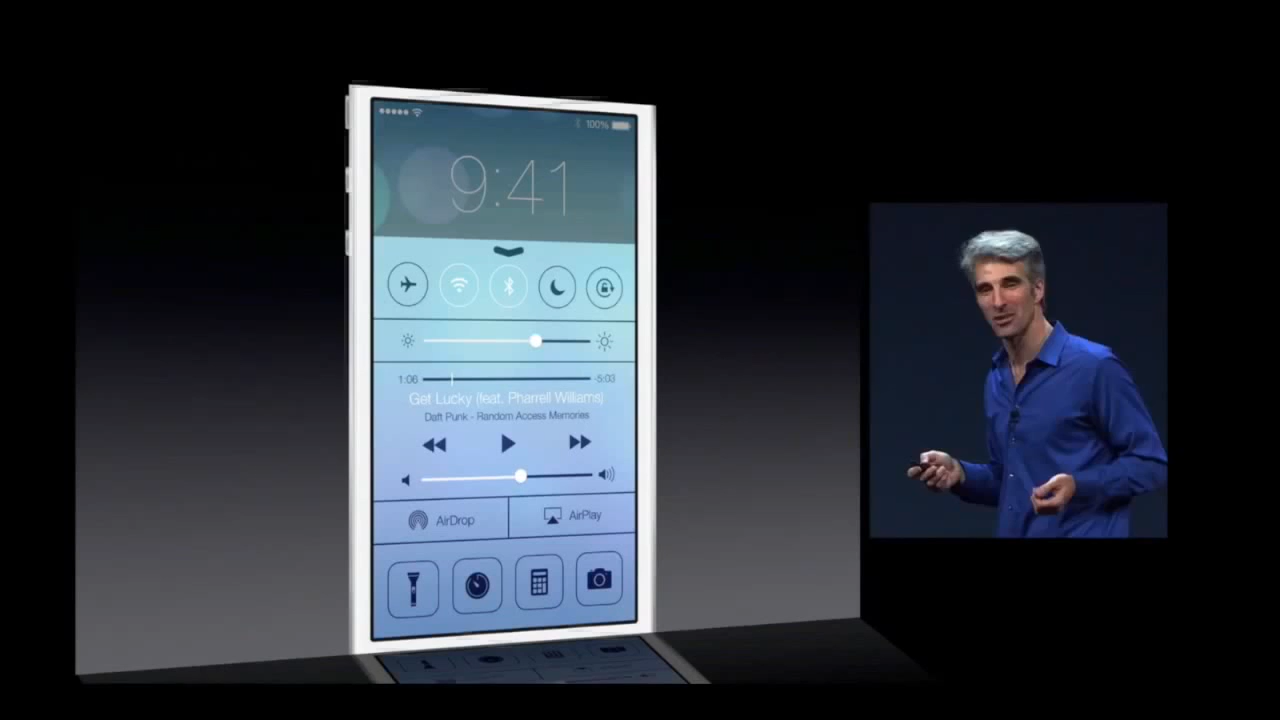 100%
9:41
1:06 -5:03
Get Lucky (feat. Pharrell Williams)
Daft Punk - Random Access Memories
AirDrop AirPlay